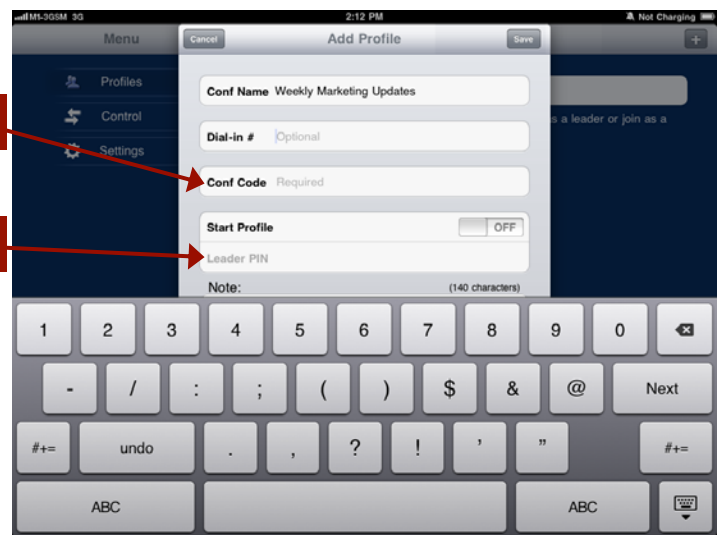 M1-3GSM 3G 2:12 PM Not Charging
Menu Cancel Add Profile Save +
Profiles
Control
Settings
Conf Name Weekly Marketing Updates
Dial-in # Optional
Conf Code Required
Start Profile OFF
Leader PIN
Note: (140 characters)
s a leader or join as a
1 2 3 4 5 6 7 8 9 0
- / : ; ( ) $ & @ Next
#+= undo . , ? ! ' " #+=
ABC ABC